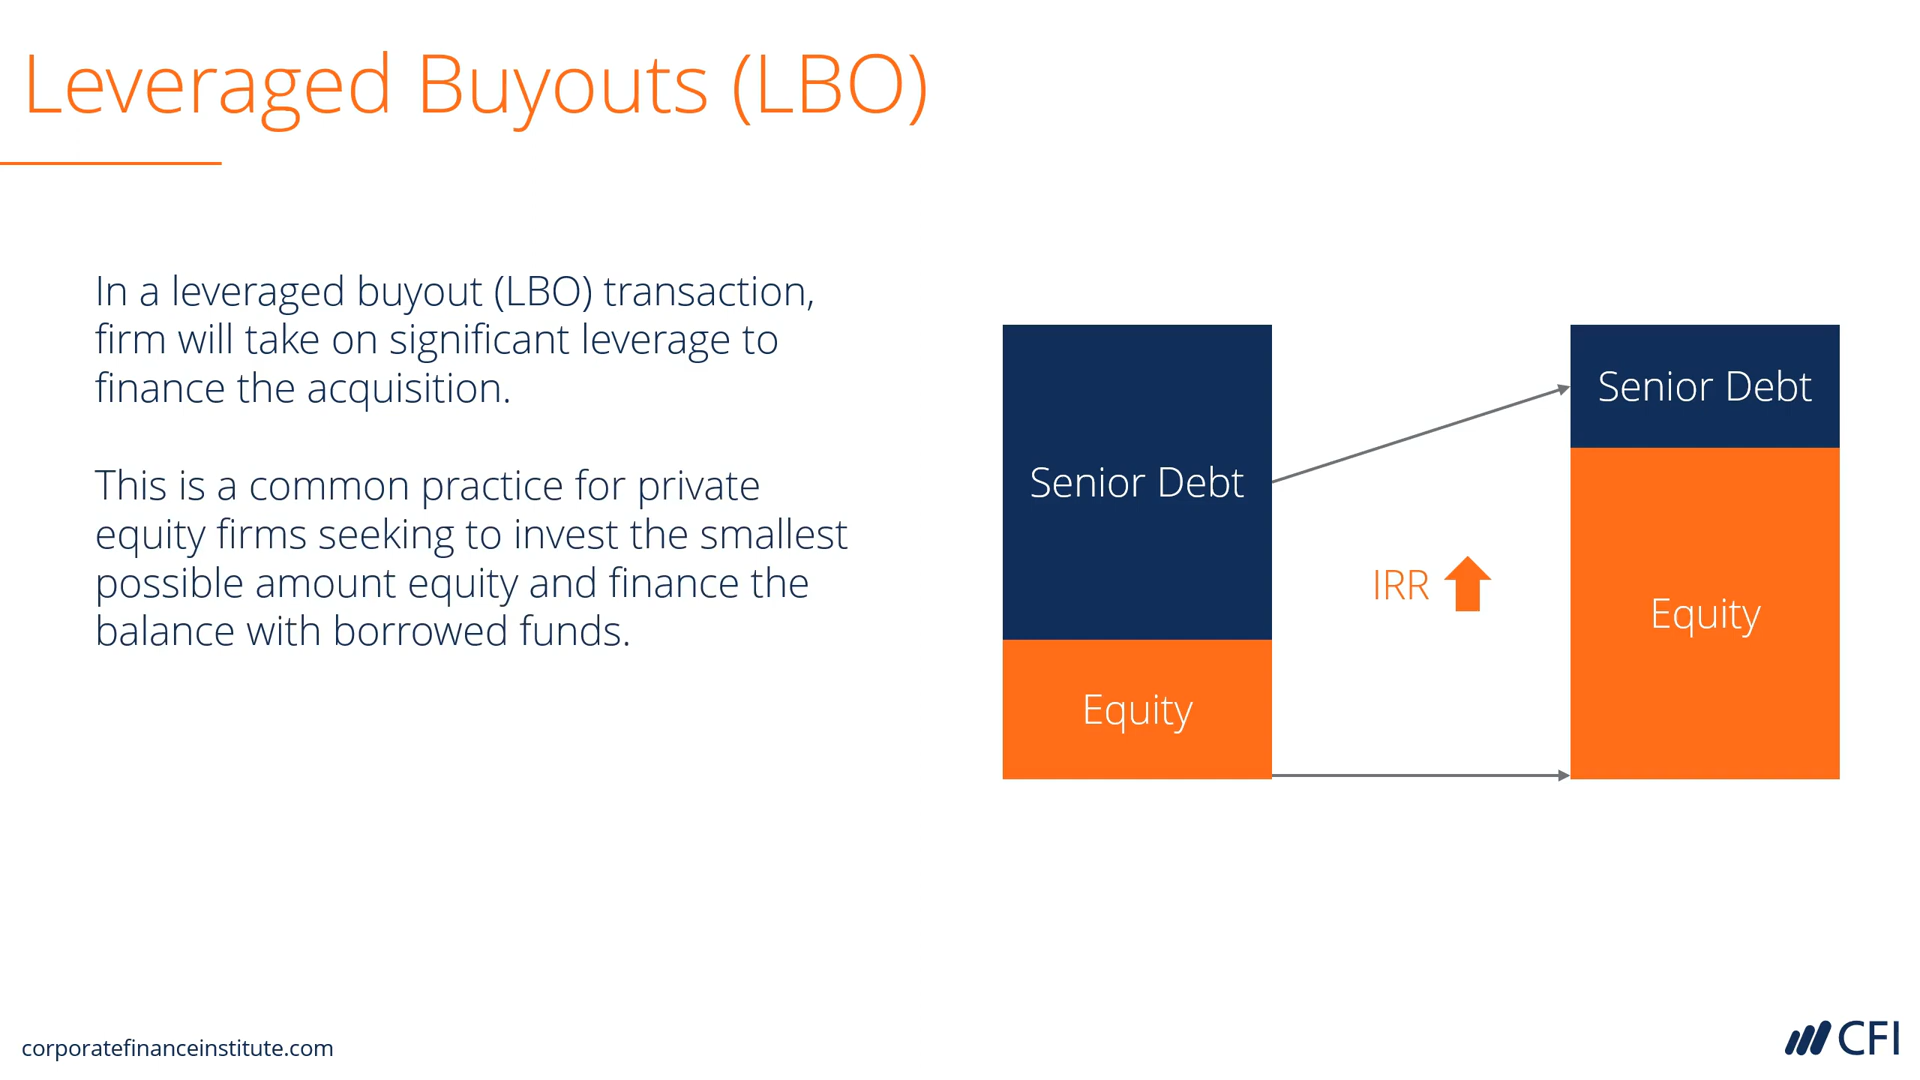 Leveraged Buyouts (LBO)
In a leveraged buyout (LBO) transaction,
firm will take on significant leverage to
finance the acquisition.
This is a common practice for private
equity firms seeking to invest the smallest
possible amount equity and finance the
balance with borrowed funds.
Senior Debt
Equity
IRR
Senior Debt
Equity
corporatefinanceinstitute.com
CFI